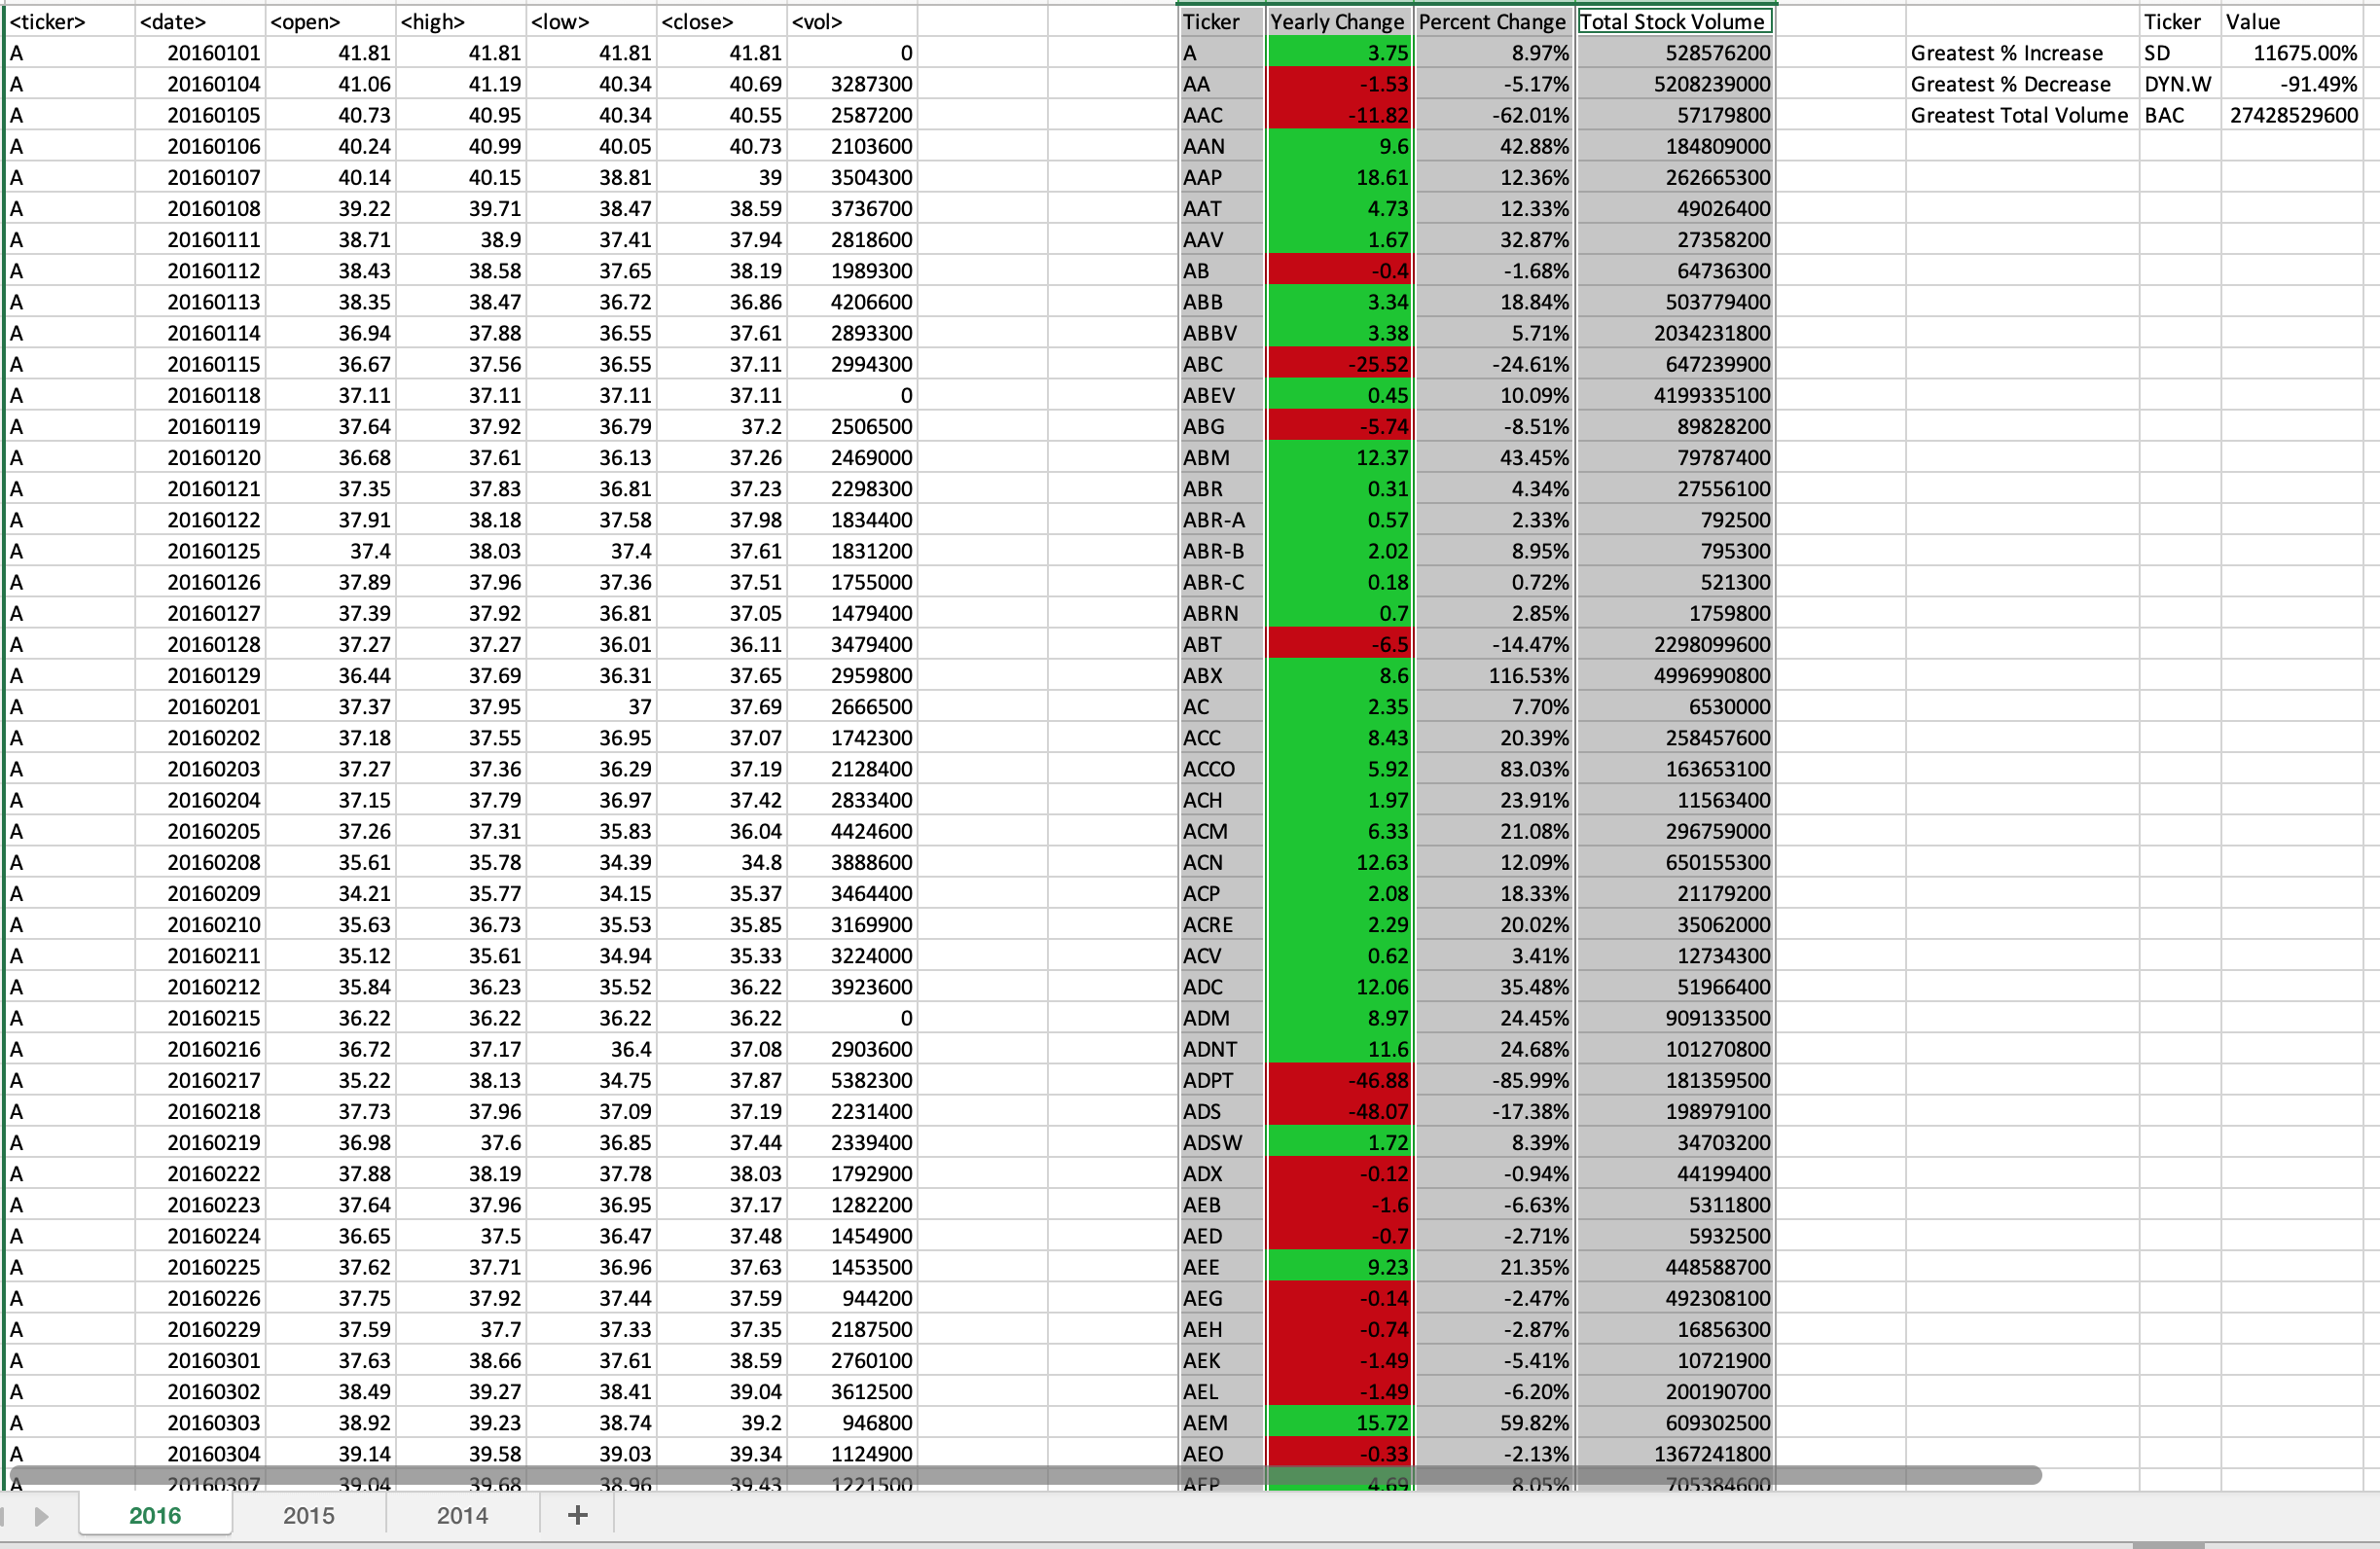 <ticker> <date> <open> <high> <low> <close> <vol> Ticker Yearly Change Percent Change Total Stock Volume Ticker Value
A 20160101 41.81 41.81 41.81 41.81 0 A 3.75 8.97% 528576200 Greatest % Increase SD 11675.00%
A 20160104 41.06 41.19 40.34 40.69 3287300 AA -1.53 -5.17% 5208239000 Greatest % Decrease DYN.W -91.49%
A 20160105 40.73 40.95 40.34 40.55 2587200 AAC -11.82 -62.01% 57179800 Greatest Total Volume BAC 27428529600
A 20160106 40.24 40.99 40.05 40.73 2103600 AAN 9.6 42.88% 184809000
A 20160107 40.14 40.15 38.81 39 3504300 AAP 18.61 12.36% 262665300
A 20160108 39.22 39.71 38.47 38.59 3736700 AAT 4.73 12.33% 49026400
A 20160111 38.71 38.9 37.41 37.94 2818600 AAV 1.67 32.87% 27358200
A 20160112 38.43 38.58 37.65 38.19 1989300 AB -0.4 -1.68% 64736300
A 20160113 38.35 38.47 36.72 36.86 4206600 ABB 3.34 18.84% 503779400
A 20160114 36.94 37.88 36.55 37.61 2893300 ABBV 3.38 5.71% 2034231800
A 20160115 36.67 37.56 36.55 37.11 2994300 ABC -25.52 -24.61% 647239900
A 20160118 37.11 37.11 37.11 37.11 0 ABEV 0.45 10.09% 4199335100
A 20160119 37.64 37.92 36.79 37.2 2506500 ABG -5.74 -8.51% 89828200
A 20160120 36.68 37.61 36.13 37.26 2469000 ABM 12.37 43.45% 79787400
A 20160121 37.35 37.83 36.81 37.23 2298300 ABR 0.31 4.34% 27556100
A 20160122 37.91 38.18 37.58 37.98 1834400 ABR-A 0.57 2.33% 792500
A 20160125 37.4 38.03 37.4 37.61 1831200 ABR-B 2.02 8.95% 795300
A 20160126 37.89 37.96 37.36 37.51 1755000 ABR-C 0.18 0.72% 521300
A 20160127 37.39 37.92 36.81 37.05 1479400 ABRN 0.7 2.85% 1759800
A 20160128 37.27 37.27 36.01 36.11 3479400 ABT -6.5 -14.47% 2298099600
A 20160129 36.44 37.69 36.31 37.65 2959800 ABX 8.6 116.53% 4996990800
A 20160201 37.37 37.95 37 37.69 2666500 AC 2.35 7.70% 6530000
A 20160202 37.18 37.55 36.95 37.07 1742300 ACC 8.43 20.39% 258457600
A 20160203 37.27 37.36 36.29 37.19 2128400 ACCO 5.92 83.03% 163653100
A 20160204 37.15 37.79 36.97 37.42 2833400 ACH 1.97 23.91% 11563400
A 20160205 37.26 37.31 35.83 36.04 4424600 ACM 6.33 21.08% 296759000
A 20160208 35.61 35.78 34.39 34.8 3888600 ACN 12.63 12.09% 650155300
A 20160209 34.21 35.77 34.15 35.37 3464400 ACP 2.08 18.33% 21179200
A 20160210 35.63 36.73 35.53 35.85 3169900 ACRE 2.29 20.02% 35062000
A 20160211 35.12 35.61 34.94 35.33 3224000 ACV 0.62 3.41% 12734300
A 20160212 35.84 36.23 35.52 36.22 3923600 ADC 12.06 35.48% 51966400
A 20160215 36.22 36.22 36.22 36.22 0 ADM 8.97 24.45% 909133500
A 20160216 36.72 37.17 36.4 37.08 2903600 ADNT 11.6 24.68% 101270800
A 20160217 35.22 38.13 34.75 37.87 5382300 ADPT -46.88 -85.99% 181359500
A 20160218 37.73 37.96 37.09 37.19 2231400 ADS -48.07 -17.38% 198979100
A 20160219 36.98 37.6 36.85 37.44 2339400 ADSW 1.72 8.39% 34703200
A 20160222 37.88 38.19 37.78 38.03 1792900 ADX -0.12 -0.94% 44199400
A 20160223 37.64 37.96 36.95 37.17 1282200 AEB -1.6 -6.63% 5311800
A 20160224 36.65 37.5 36.47 37.48 1454900 AED -0.7 -2.71% 5932500
A 20160225 37.62 37.71 36.96 37.63 1453500 AEE 9.23 21.35% 448588700
A 20160226 37.75 37.92 37.44 37.59 944200 AEG -0.14 -2.47% 492308100
A 20160229 37.59 37.7 37.33 37.35 2187500 AEH -0.74 -2.87% 16856300
A 20160301 37.63 38.66 37.61 38.59 2760100 AEK -1.49 -5.41% 10721900
A 20160302 38.49 39.27 38.41 39.04 3612500 AEL -1.49 -6.20% 200190700
A 20160303 38.92 39.23 38.74 39.2 946800 AEM 15.72 59.82% 609302500
A 20160304 39.14 39.58 39.03 39.34 1124900 AEO -0.33 -2.13% 1367241800
A 20160307 39.04 39.68 38.96 39.43 1221500 AEP 4.69 8.05% 705384600
2016 2015 2014 +